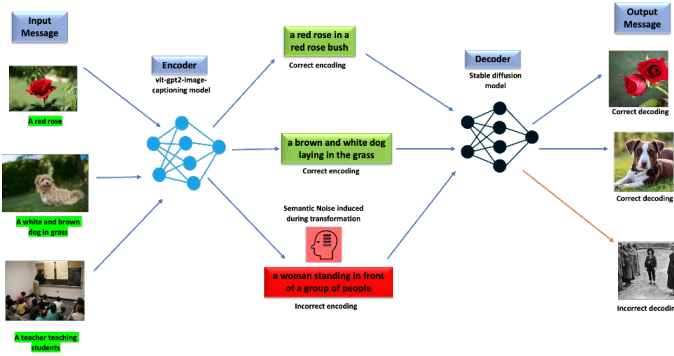 Input
Message
A red rose
A white and brown
dog in grass
A teacher teaching
students
Encoder
vit-gpt2-image-
captioning model
a red rose in a
red rose bush
Correct encoding
a brown and white dog
laying in the grass
Correct encoding
Semantic Noise induced
during transformation
a woman standing in front
of a group of people
Incorrect encoding
Decoder
Stable diffusion
model
Output
Message
Correct decoding
Correct decoding
Incorrect decodin